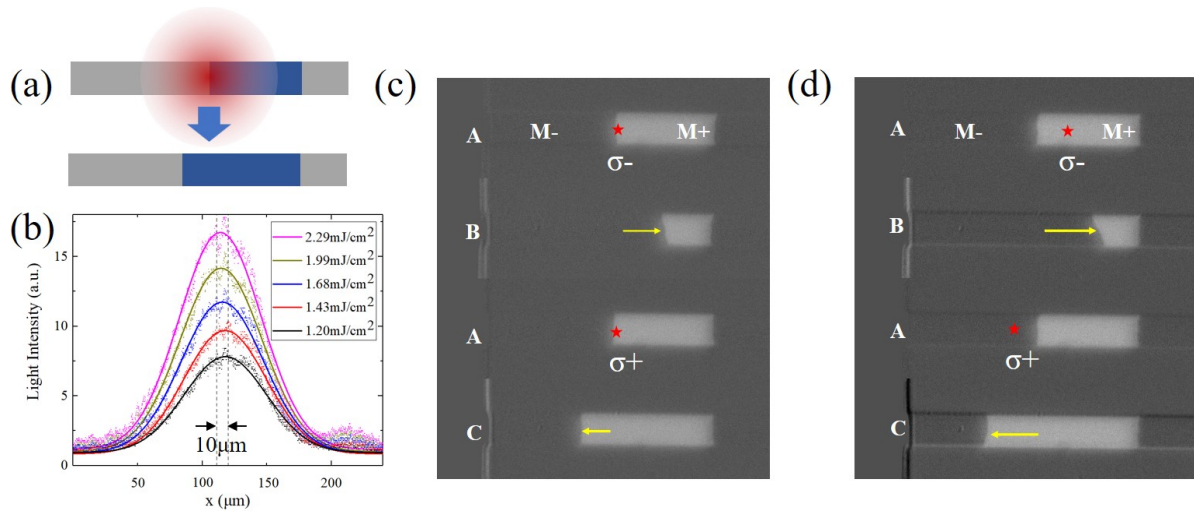 (a)
(b)
Light Intensity (a.u.)
15
10
5
0
50
100
150
200
x (μm)
2.29mJ/cm²
1.99mJ/cm²
1.68mJ/cm²
1.43mJ/cm²
1.20mJ/cm²
10μm
(c)
A
M-
M+
σ-
B
A
σ+
C
(d)
A
M-
M+
σ-
B
A
σ+
C